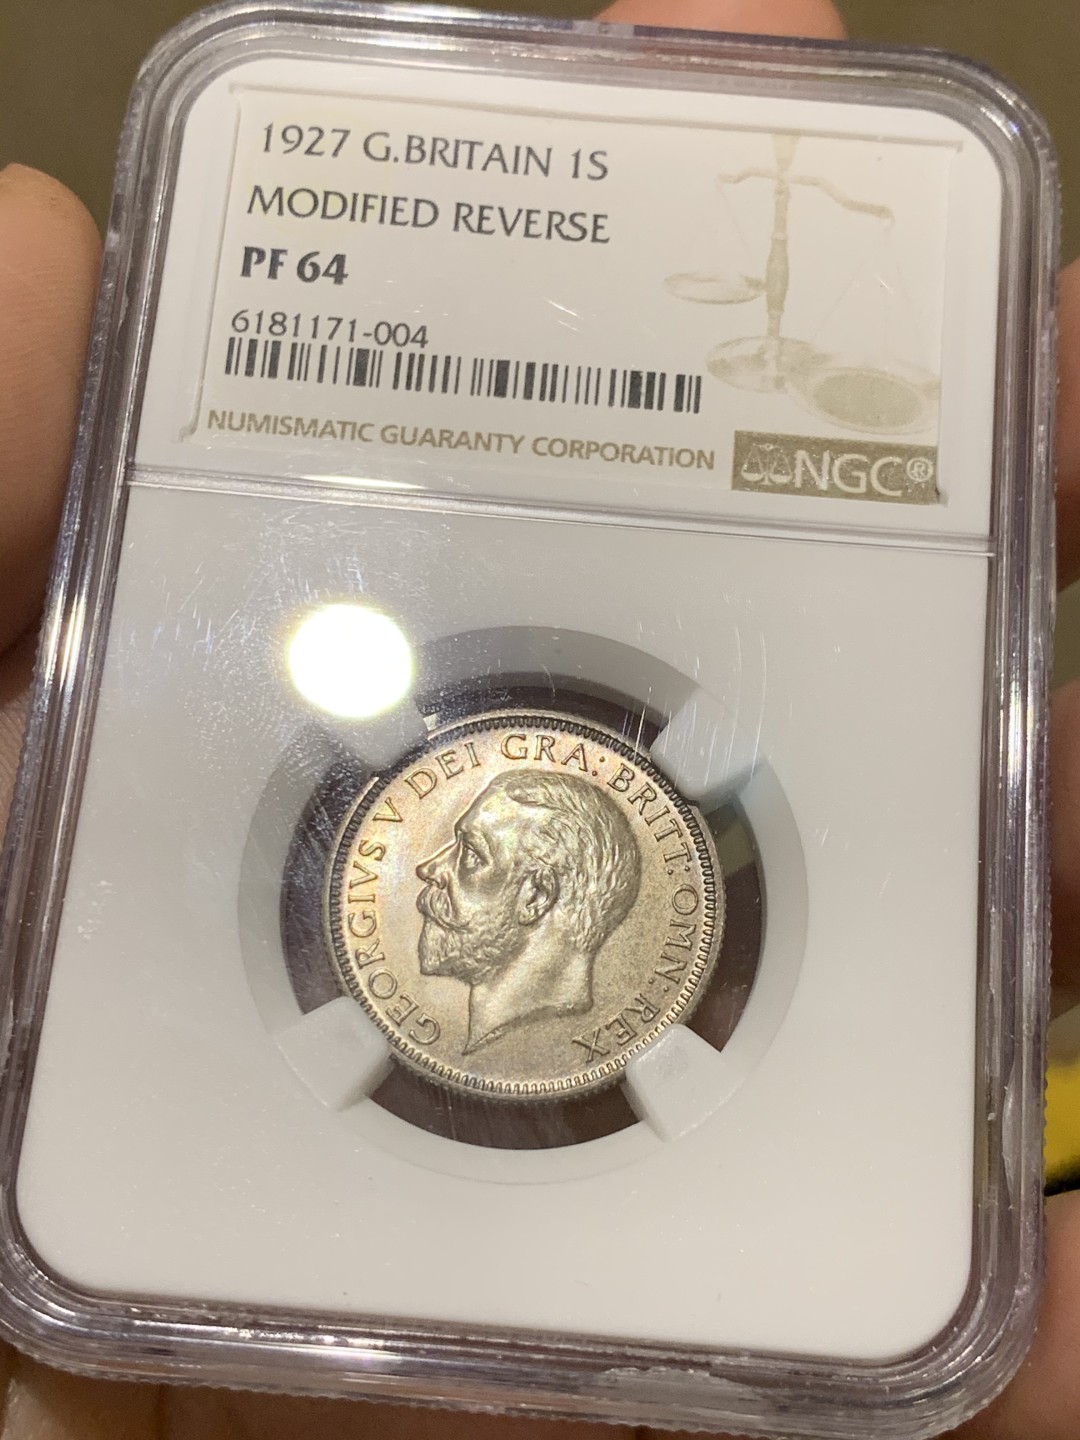 1927 G.BRITAIN 1S
MODIFIED REVERSE
PF 64
6181171-004
NUMISMATIC GUARANTY CORPORATION
NGC®
GEORGIVS V DEI GRA: BRITT: OMN: REX